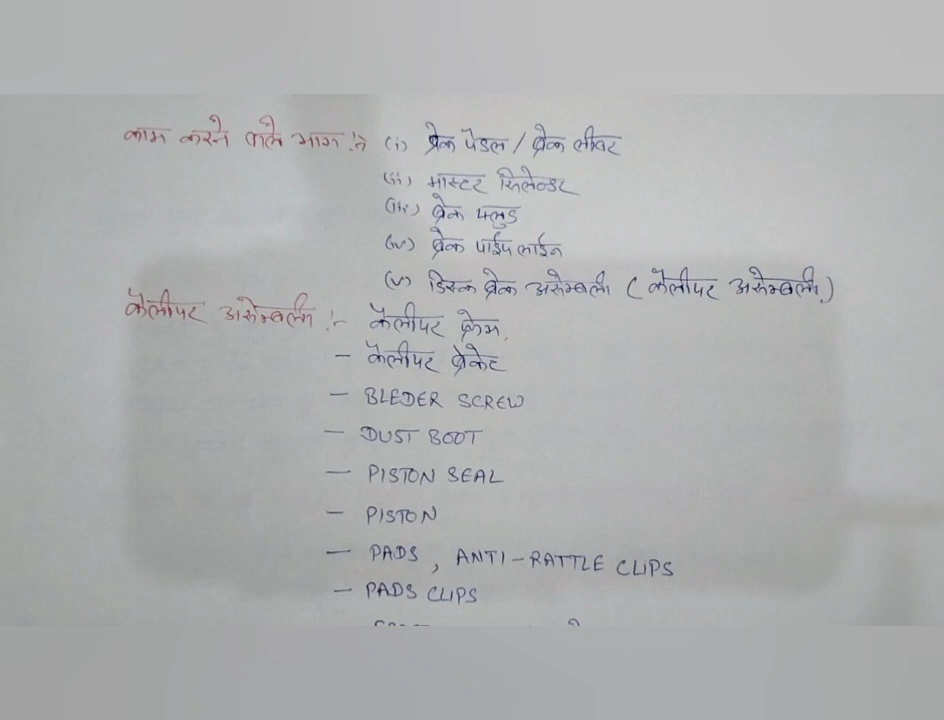 काम करने वाले भाग :- (i) ब्रेक पैडल / ब्रेक लीवर
(ii) मास्टर सिलेन्डर
(iii) ब्रेक फ्लुड
(iv) ब्रेक पाईप लाईन
(v) डिस्क ब्रेक असेम्बली ( कैलीपर असेम्बली )
कैलीपर असेम्बली :- कैलीपर फ्रेम,
- कैलीपर ब्रेकेट
- BLEDER SCREW
- DUST BOOT
- PISTON SEAL
- PISTON
- PADS , ANTI-RATTLE CLIPS
- PADS CLIPS